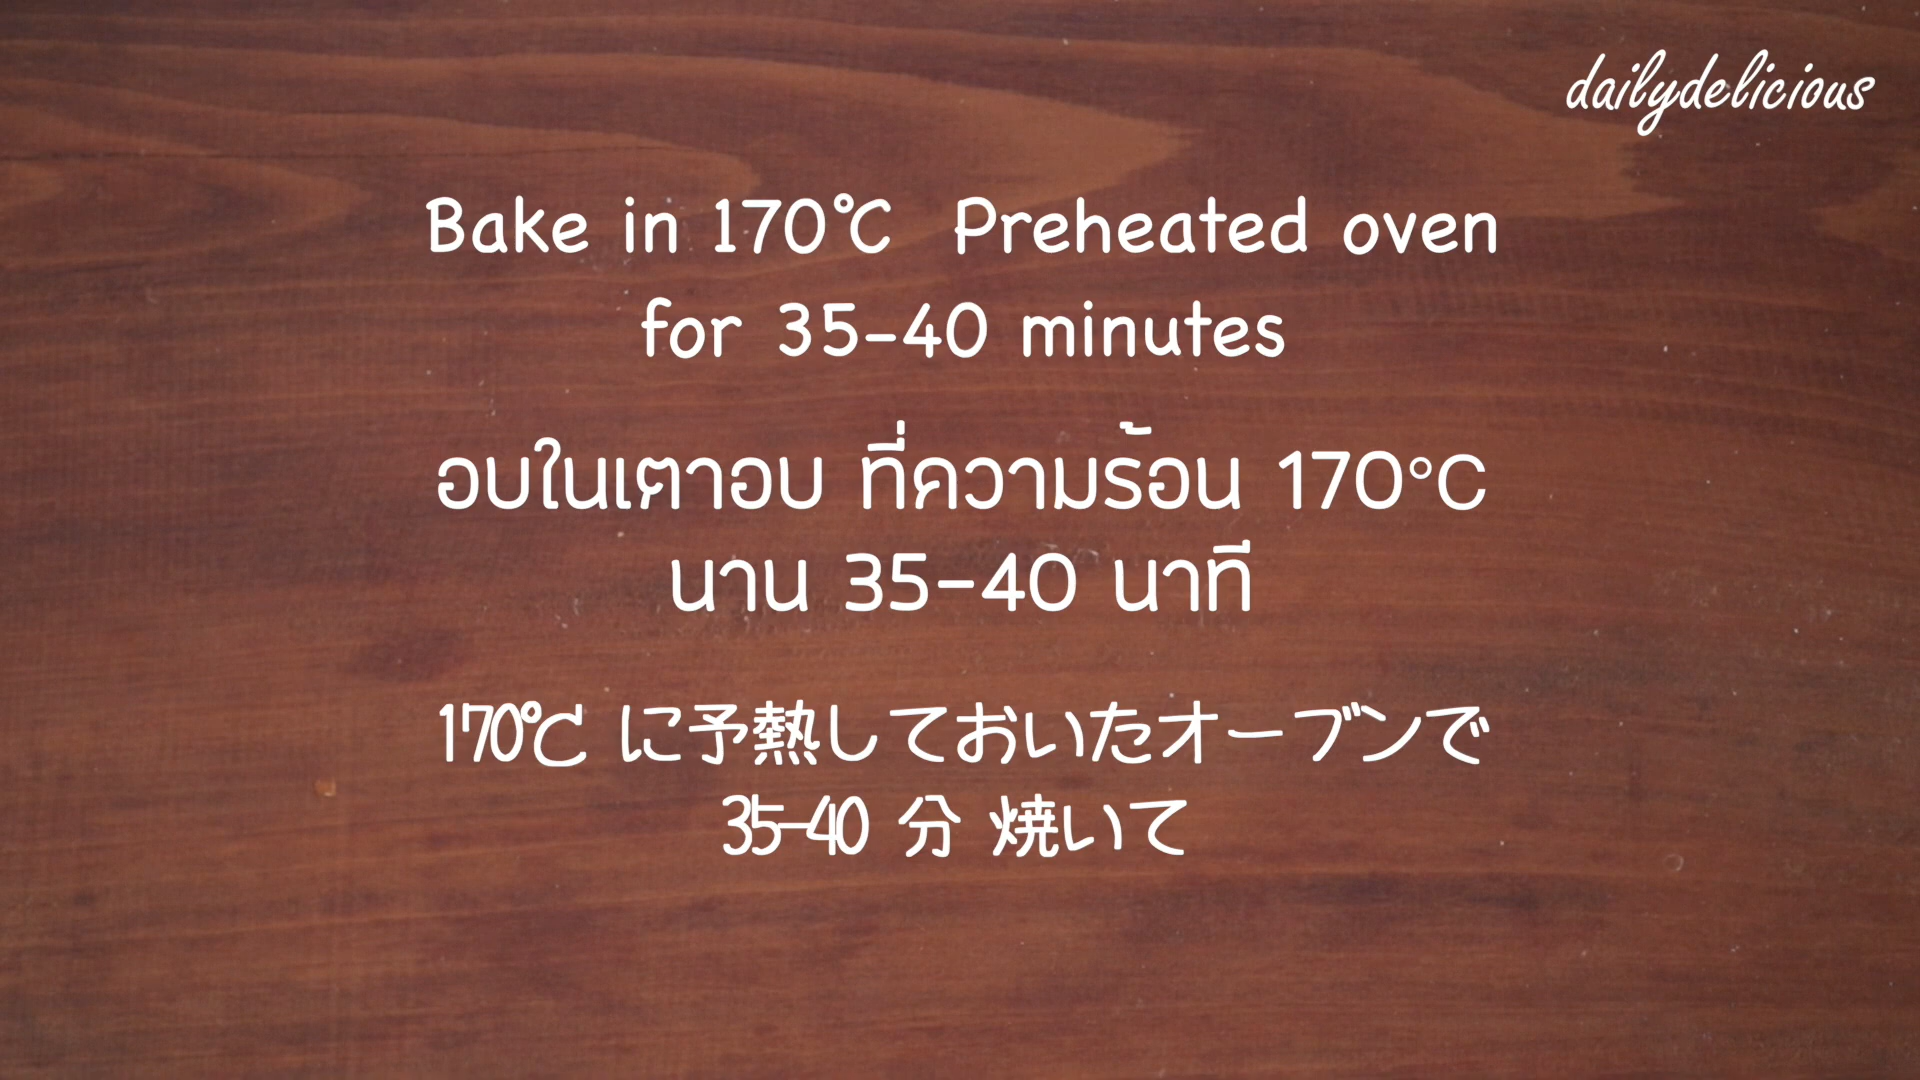 dailydelicious
Bake in 170℃ Preheated oven
for 35-40 minutes
อบในเตาอบ ที่ความร้อน 170°C
นาน 35-40 นาที
170℃ に予熱しておいたオーブンで
35-40 分 焼いて